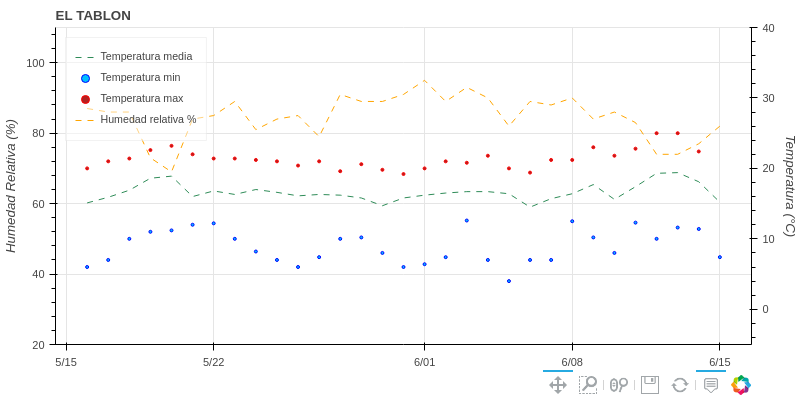 EL TABLON
Temperatura media
Temperatura min
Temperatura max
Humedad relativa %
Humedad Relativa (%)
100
80
60
40
20
Temperatura (°C)
40
30
20
10
0
5/15
5/22
6/01
6/08
6/15